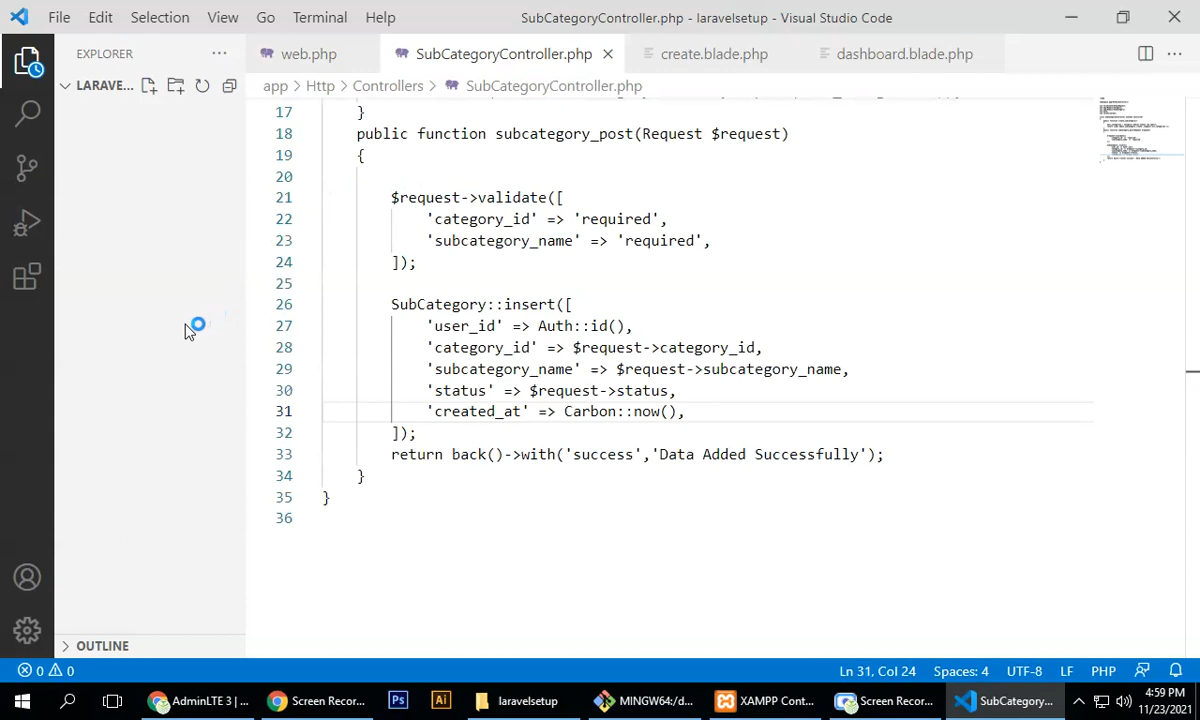 File Edit Selection View Go Terminal Help SubCategoryController.php - laravelsetup - Visual Studio Code
EXPLORER ··· web.php SubCategoryController.php create.blade.php dashboard.blade.php ···
LARAVE... app > Http > Controllers > SubCategoryController.php
17 }
18 public function subcategory_post(Request $request)
19 {
20
21 $request->validate([
22 'category_id' => 'required',
23 'subcategory_name' => 'required',
24 ]);
25
26 SubCategory::insert([
27 'user_id' => Auth::id(),
28 'category_id' => $request->category_id,
29 'subcategory_name' => $request->subcategory_name,
30 'status' => $request->status,
31 'created_at' => Carbon::now(),
32 ]);
33 return back()->with('success','Data Added Successfully');
34 }
35 }
36
OUTLINE
0 0 Ln 31, Col 24 Spaces: 4 UTF-8 LF PHP
AdminLTE 3 | ... Screen Recor... Ps Ai laravelsetup MINGW64:/d... XAMPP Cont... Screen Recor... SubCategory... 4:59 PM
11/23/2021